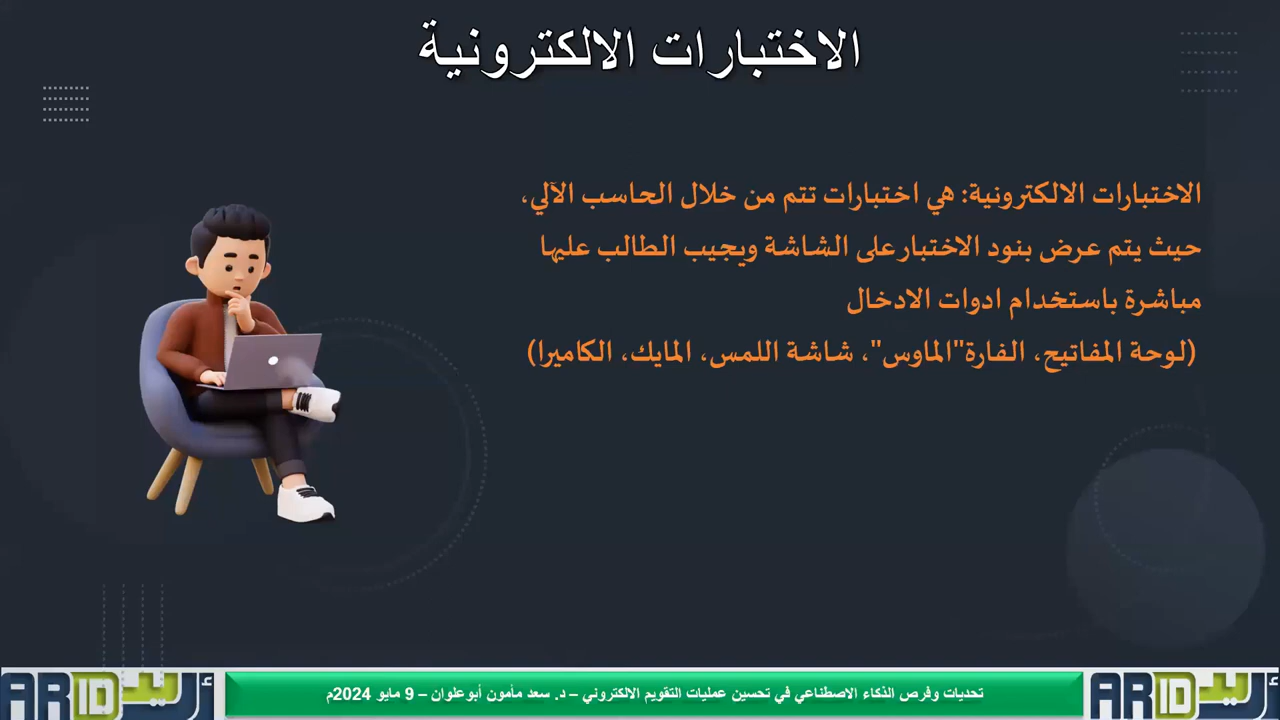 الاختبارات الالكترونية
الاختبارات الالكترونية: هي اختبارات تتم من خلال الحاسب الآلي،
حيث يتم عرض بنود الاختبار على الشاشة ويجيب الطالب عليها
مباشرة باستخدام ادوات الادخال
(لوحة المفاتيح، الفارة"الماوس"، شاشة اللمس، المايك، الكاميرا)
ARID أريد
تحديات وفرص الذكاء الاصطناعي في تحسين عمليات التقويم الالكتروني – د. سعد مأمون أبوعلوان – 9 مايو 2024م
ARID أريد